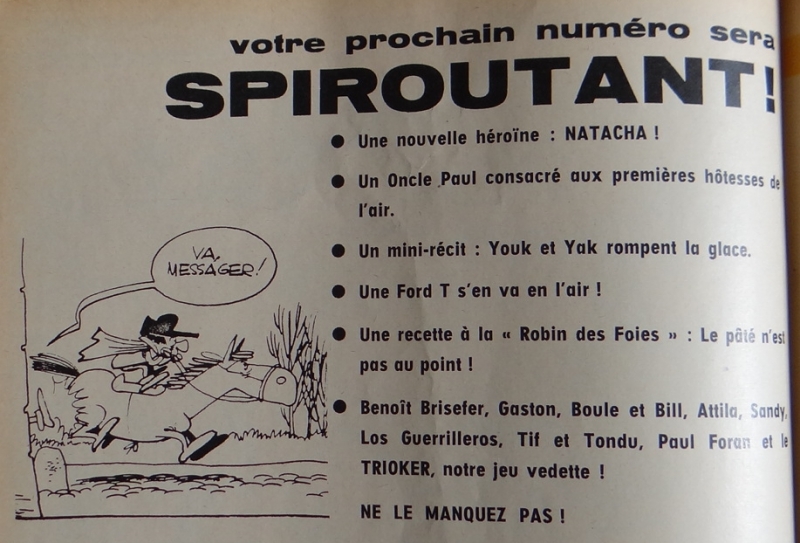 votre prochain numéro sera
SPIROUTANT!
● Une nouvelle héroïne : NATACHA !
● Un Oncle Paul consacré aux premières hôtesses de
l'air.
VA,
MESSAGER!
● Un mini-récit : Youk et Yak rompent la glace.
● Une Ford T s'en va en l'air !
● Une recette à la « Robin des Foies » : Le pâté n'est
pas au point !
● Benoît Brisefer, Gaston, Boule et Bill, Attila, Sandy,
Los Guerrilleros, Tif et Tondu, Paul Foran et le
TRIOKER, notre jeu vedette !
NE LE MANQUEZ PAS !